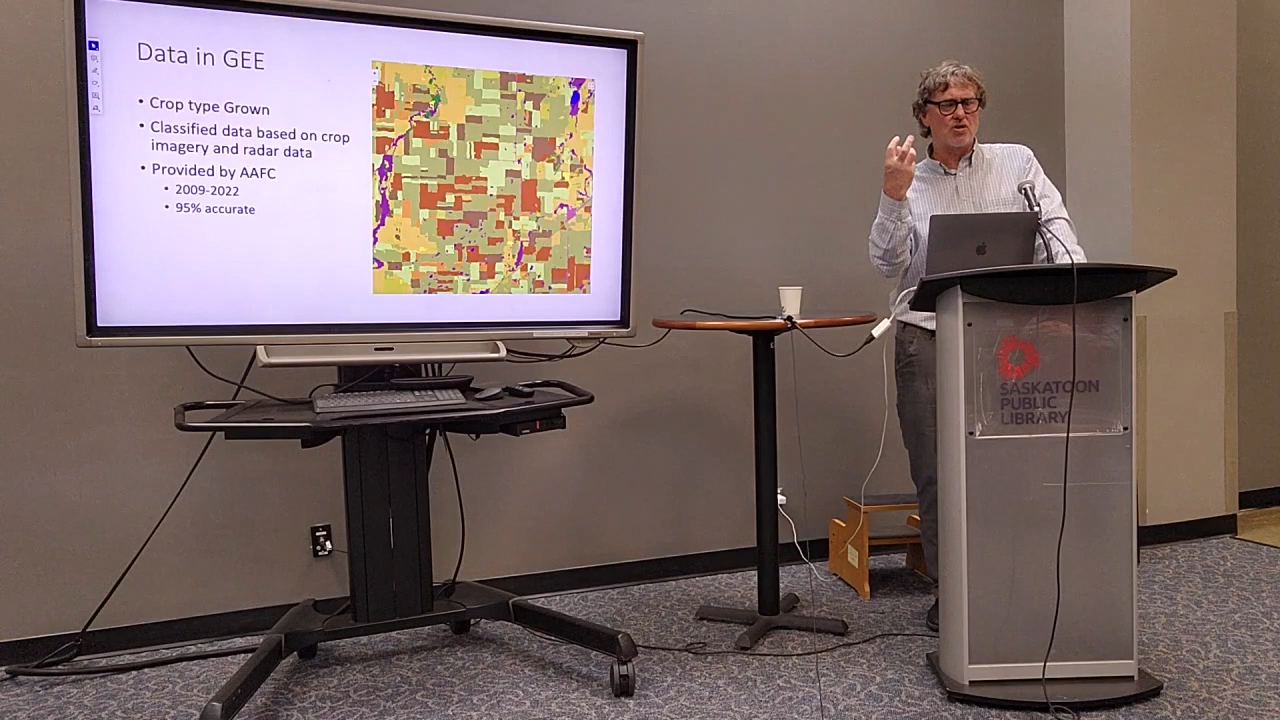 Data in GEE
• Crop type Grown
• Classified data based on crop
imagery and radar data
• Provided by AAFC
• 2009-2022
• 95% accurate
SASKATOON
PUBLIC
LIBRARY